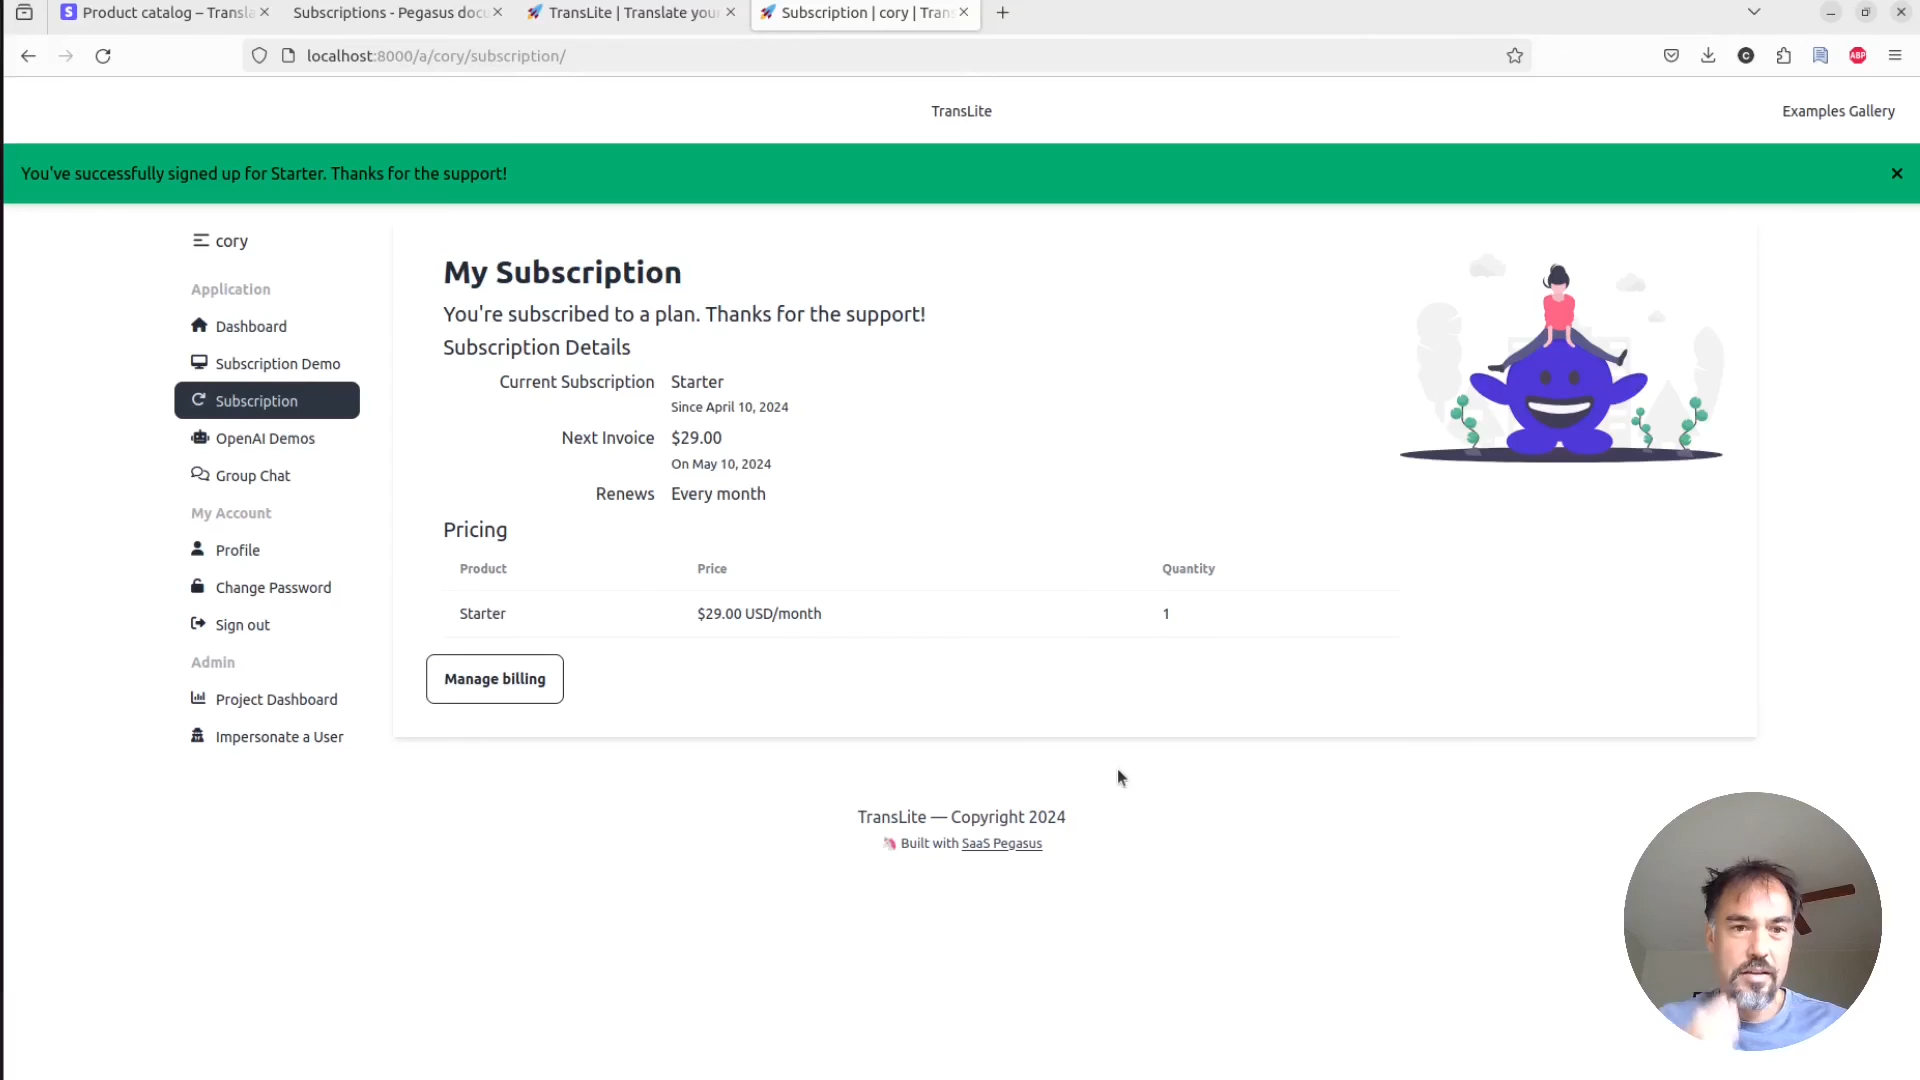 Product catalog – Transla
Subscriptions - Pegasus docu
TransLite | Translate your
Subscription | cory | Tran
localhost:8000/a/cory/subscription/
ABP
TransLite
Examples Gallery
You've successfully signed up for Starter. Thanks for the support!
cory
Application
Dashboard
Subscription Demo
Subscription
OpenAI Demos
Group Chat
My Account
Profile
Change Password
Sign out
Admin
Project Dashboard
Impersonate a User
My Subscription
You're subscribed to a plan. Thanks for the support!
Subscription Details
Current Subscription Starter
Since April 10, 2024
Next Invoice $29.00
On May 10, 2024
Renews Every month
Pricing
Product Price Quantity
Starter $29.00 USD/month 1
Manage billing
TransLite — Copyright 2024
Built with SaaS Pegasus